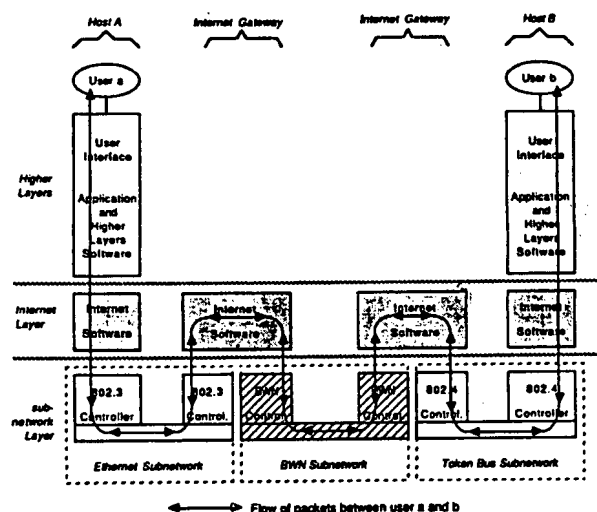 Host A
Internet Gateway
Internet Gateway
Host B
User a
User b
User
Interface
Application
and
Higher
Layers
Software
User
Interface
Application
and
Higher
Layers
Software
Higher
Layers
Internet
Layer
Internet
Software
Internet
Software
Internet
Software
Internet
Software
sub-
network
Layer
802.3
Controller
802.3
Control.
BWN
Control.
BWN
Control.
802.4
Control.
802.4
Controller
Ethernet Subnetwork
BWN Subnetwork
Token Bus Subnetwork
Flow of packets between user a and b